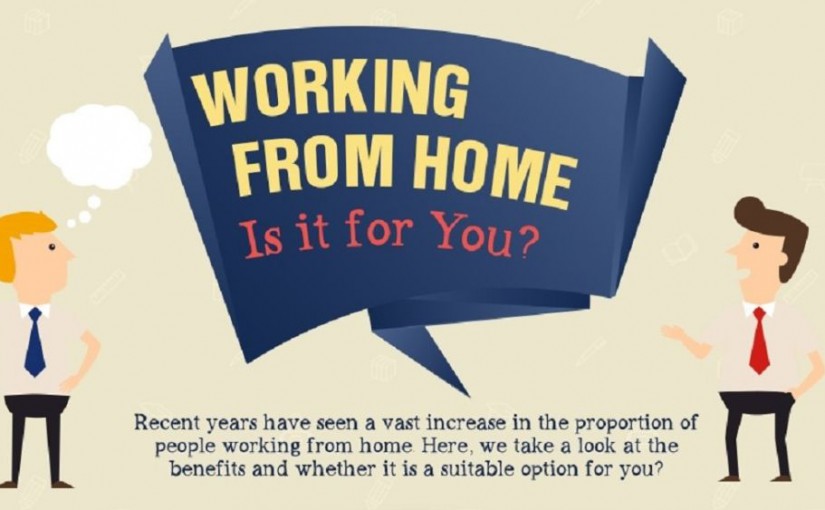 WORKING
FROM HOME
Is it for You?
Recent years have seen a vast increase in the proportion of
people working from home. Here, we take a look at the
benefits and whether it is a suitable option for you?